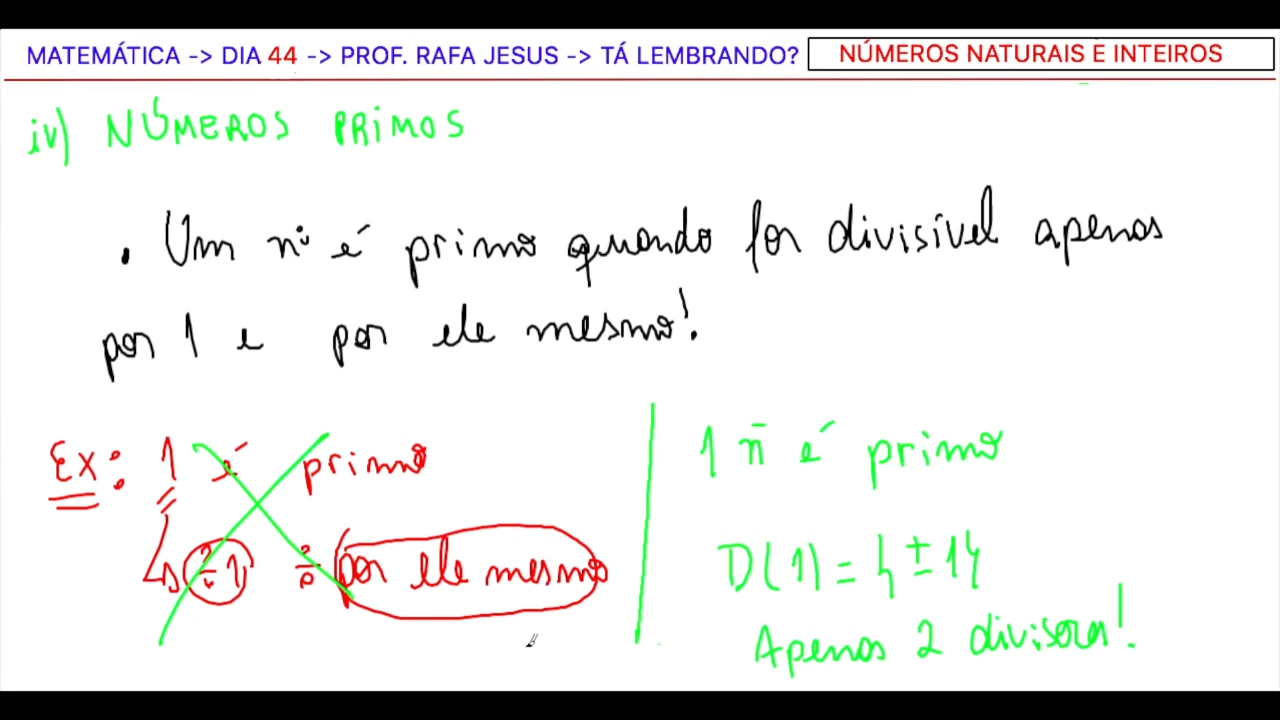 MATEMÁTICA -> DIA 44 -> PROF. RAFA JESUS -> TÁ LEMBRANDO? NÚMEROS NATURAIS E INTEIROS
iv) NÚMEROS PRIMOS
. Um nº é primo quando for divisível apenas
por 1 e por ele mesmo!
Ex: 1 é primo
÷ 1 ÷ por ele mesmo
1 ñ é primo
D(1) = {±1}
Apenas 2 divisores!